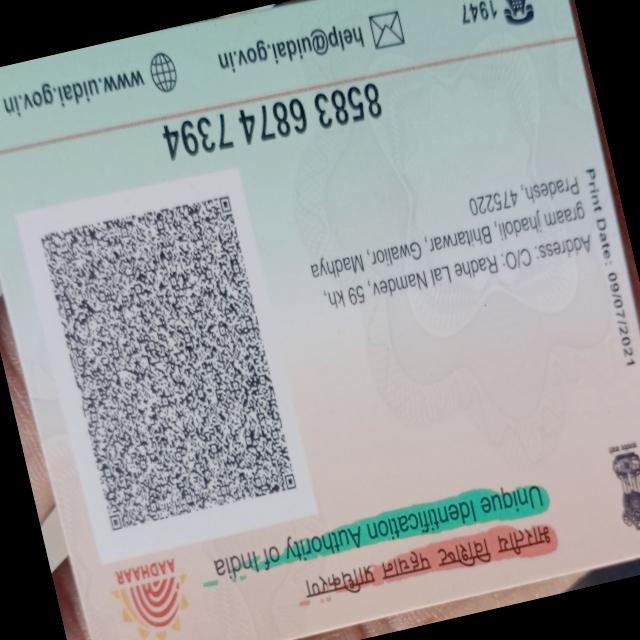 भारतीय विशिष्ट पहचान प्राधिकरण
Unique Identification Authority of India
AADHAAR
Print Date: 09/07/2021
Address: C/O: Radhe Lal Namdev, 59 kh,
graam jhadoli, Bhitarwar, Gwalior, Madhya
Pradesh, 475220
8583 6874 7394
1947
help@uidai.gov.in
www.uidai.gov.in